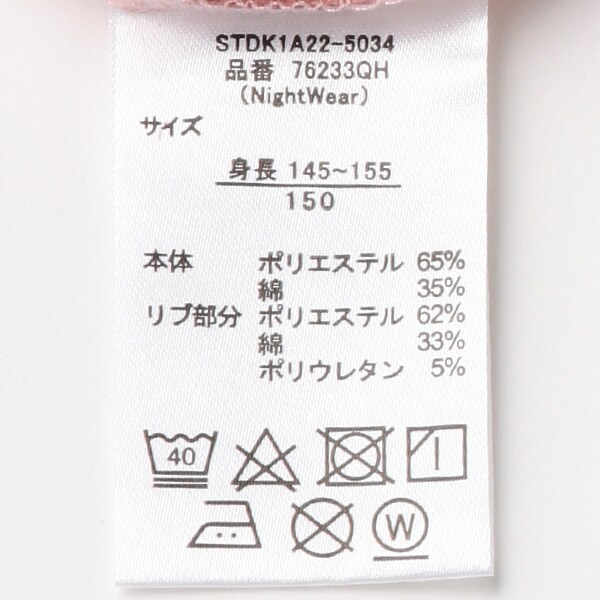 STDK1A22-5034
品番 76233QH
(NightWear)
サイズ
身長 145~155
150
本体 ポリエステル 65%
綿 35%
リブ部分 ポリエステル 62%
綿 33%
ポリウレタン 5%
40
W